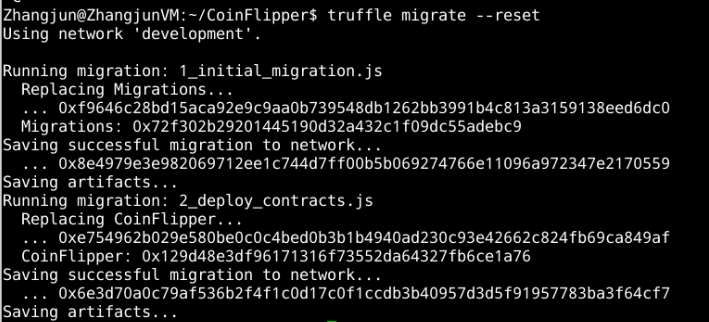 Zhangjun@ZhangjunVM:~/CoinFlipper$ truffle migrate --reset
Using network 'development'.
Running migration: 1_initial_migration.js
Replacing Migrations...
... 0xf9646c28bd15aca92e9c9aa0b739548db1262bb3991b4c813a3159138eed6dc0
Migrations: 0x72f302b29201445190d32a432c1f09dc55adebc9
Saving successful migration to network...
... 0x8e4979e3e982069712ee1c744d7ff00b5b069274766e11096a972347e2170559
Saving artifacts...
Running migration: 2_deploy_contracts.js
Replacing CoinFlipper...
... 0xe754962b029e580be0c0c4bed0b3b1b4940ad230c93e42662c824fb69ca849af
CoinFlipper: 0x129d48e3df96171316f73552da64327fb6ce1a76
Saving successful migration to network...
... 0x6e3d70a0c79af536b2f4f1c0d17c0f1ccdb3b40957d3d5f91957783ba3f64cf7
Saving artifacts...